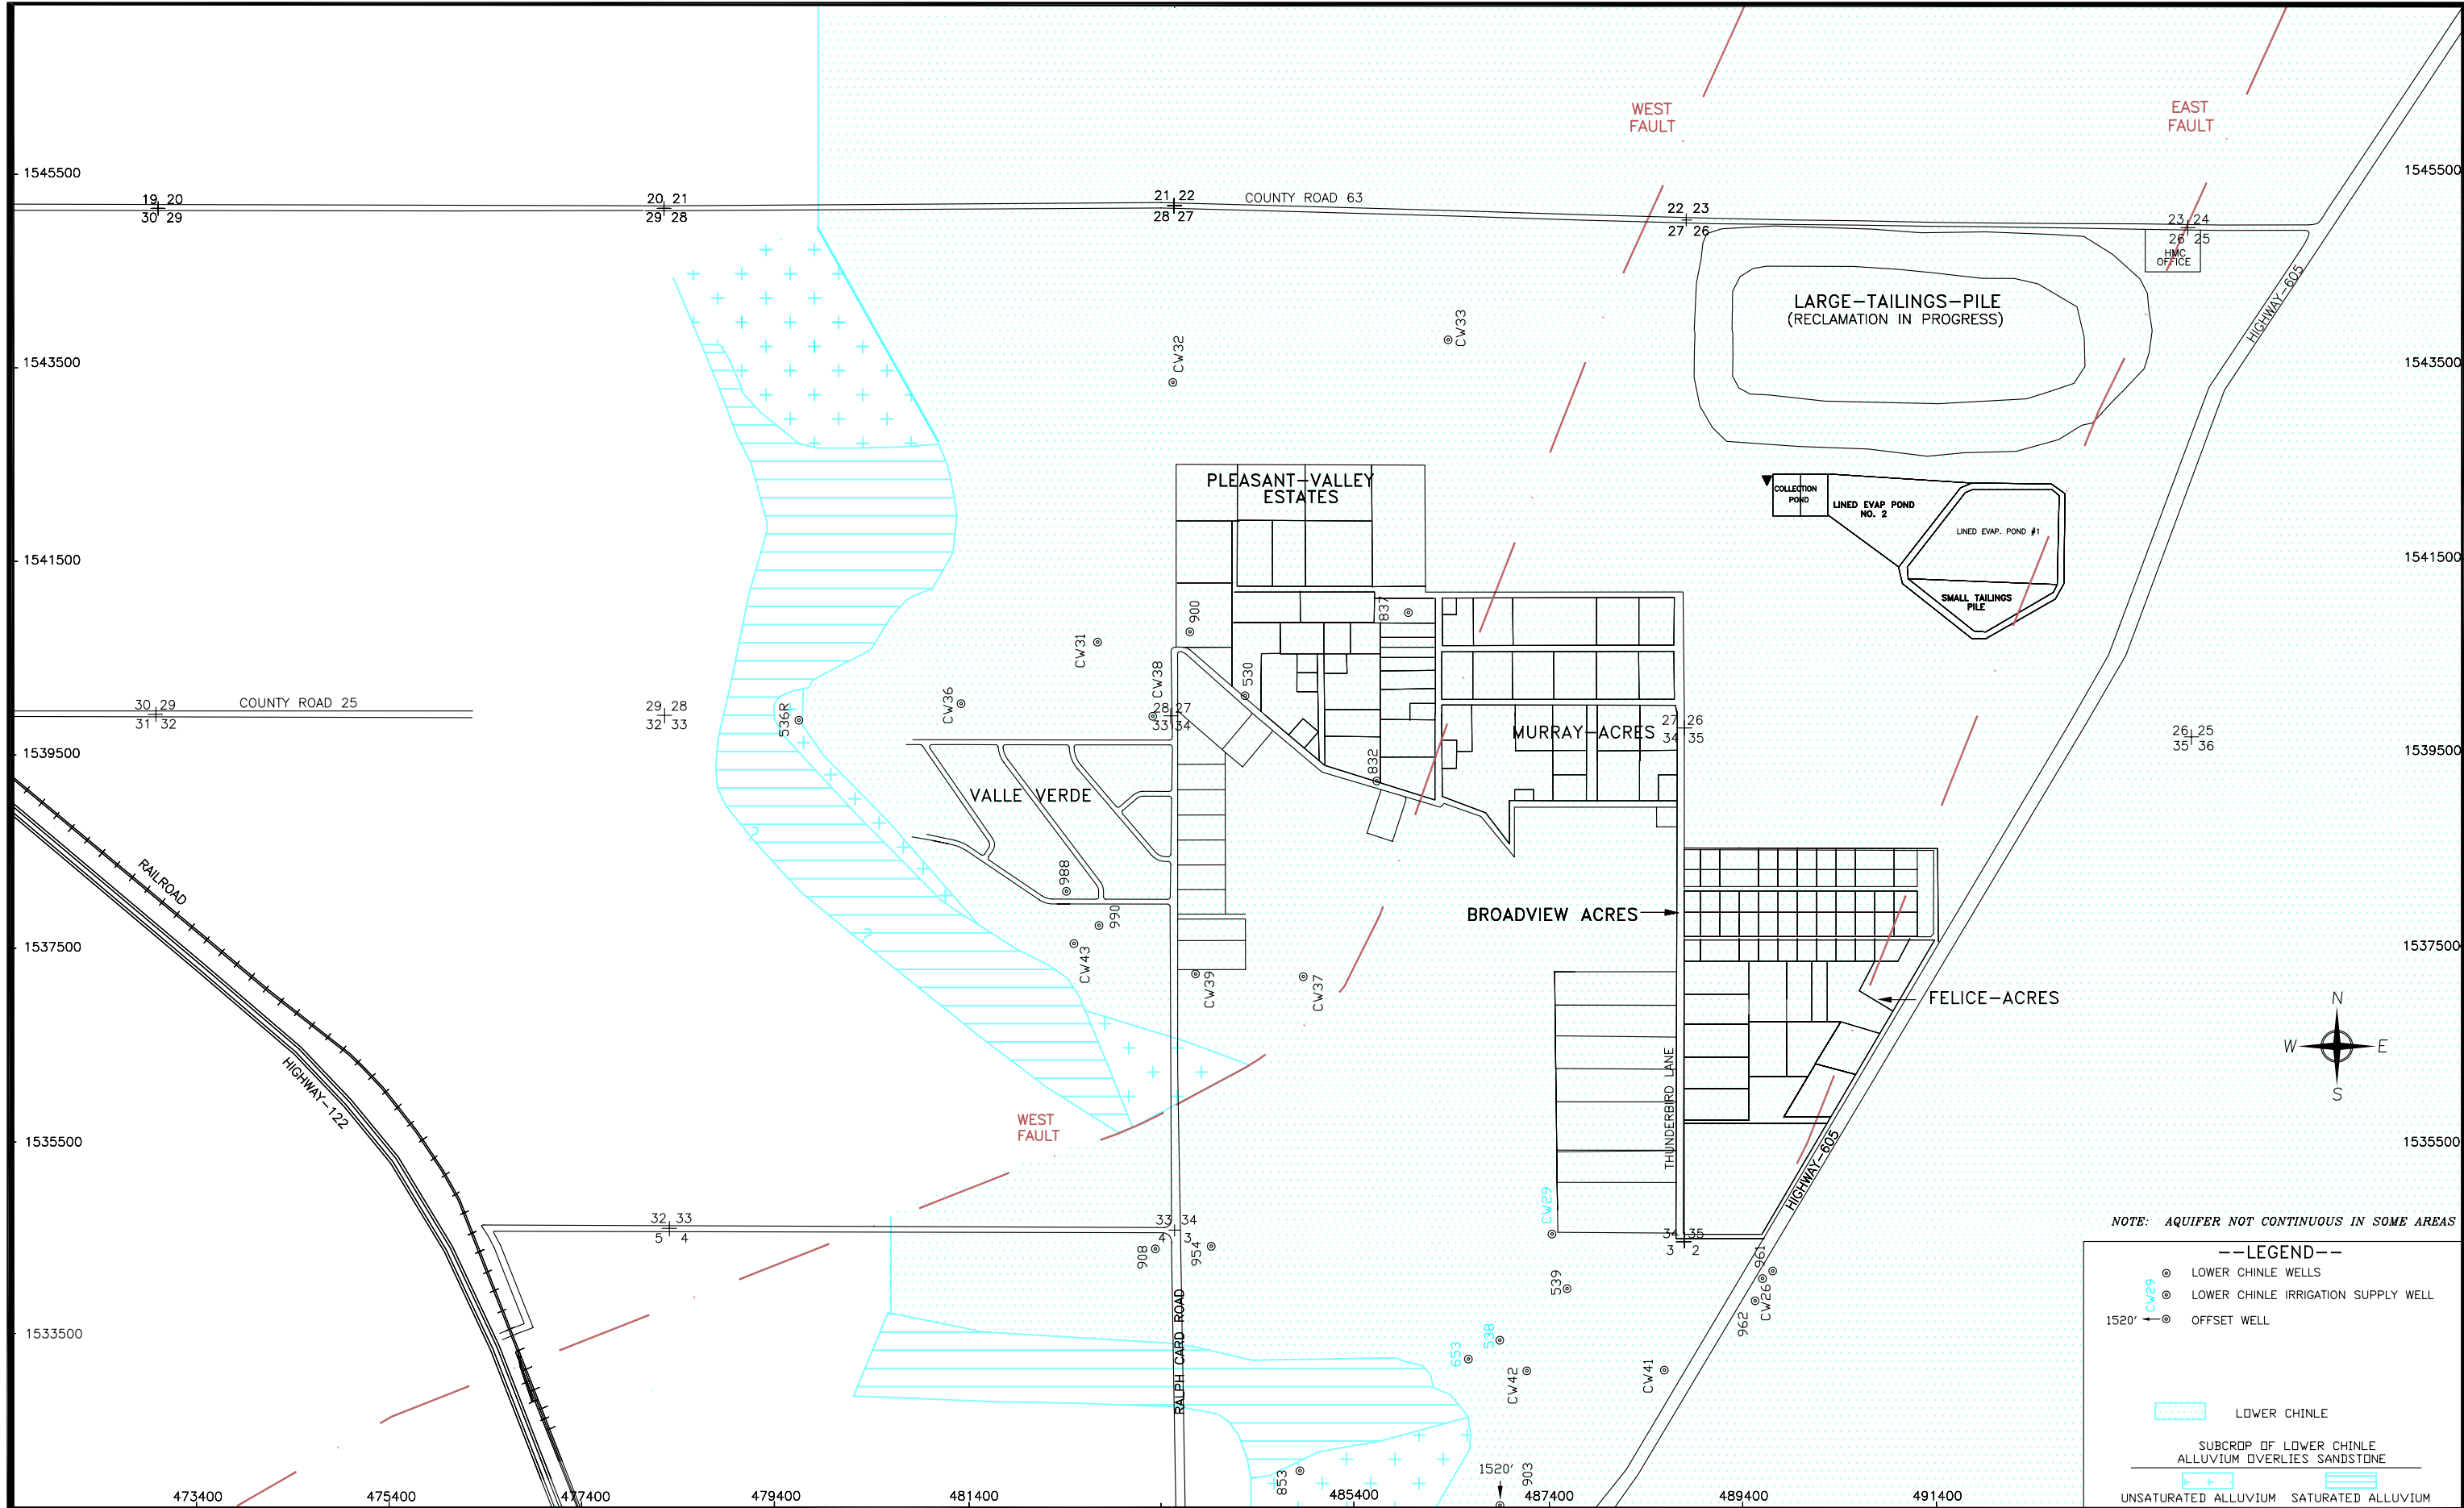 WEST
FAULT
EAST
FAULT
1545500
1545500
19 20
30 29
20 21
29 28
21 22
28 27
COUNTY ROAD 63
22 23
27 26
23 24
26 25
HMC
OFFICE
HIGHWAY-605
LARGE-TAILINGS-PILE
(RECLAMATION IN PROGRESS)
CW33
CW32
1543500
1543500
PLEASANT-VALLEY
ESTATES
COLLECTION
POND
LINED EVAP POND
NO. 2
LINED EVAP. POND #1
SMALL TAILINGS
PILE
1541500
1541500
837
900
CW31
CW38
530
CW36
536R
30 29
31 32
COUNTY ROAD 25
29 28
32 33
28 27
33 34
MURRAY-ACRES
27 26
34 35
26 25
35 36
1539500
1539500
832
VALLE VERDE
RAILROAD
?
988
990
?
BROADVIEW ACRES
1537500
1537500
CW43
CW39
CW37
FELICE-ACRES
N
W
E
S
HIGHWAY-122
THUNDERBIRD LANE
WEST
FAULT
1535500
1535500
HIGHWAY-605
CW29
32 33
5 4
33 34
4 3
908
954
34 35
3 2
961
539
CW26
962
1533500
RALPH CARD ROAD
538
653
CW42
CW41
853
1520'
903
NOTE: AQUIFER NOT CONTINUOUS IN SOME AREAS
--LEGEND--
LOWER CHINLE WELLS
CW29
LOWER CHINLE IRRIGATION SUPPLY WELL
1520'
OFFSET WELL
LOWER CHINLE
SUBCROP OF LOWER CHINLE
ALLUVIUM OVERLIES SANDSTONE
UNSATURATED ALLUVIUM SATURATED ALLUVIUM
473400
475400
477400
479400
481400
485400
487400
489400
491400